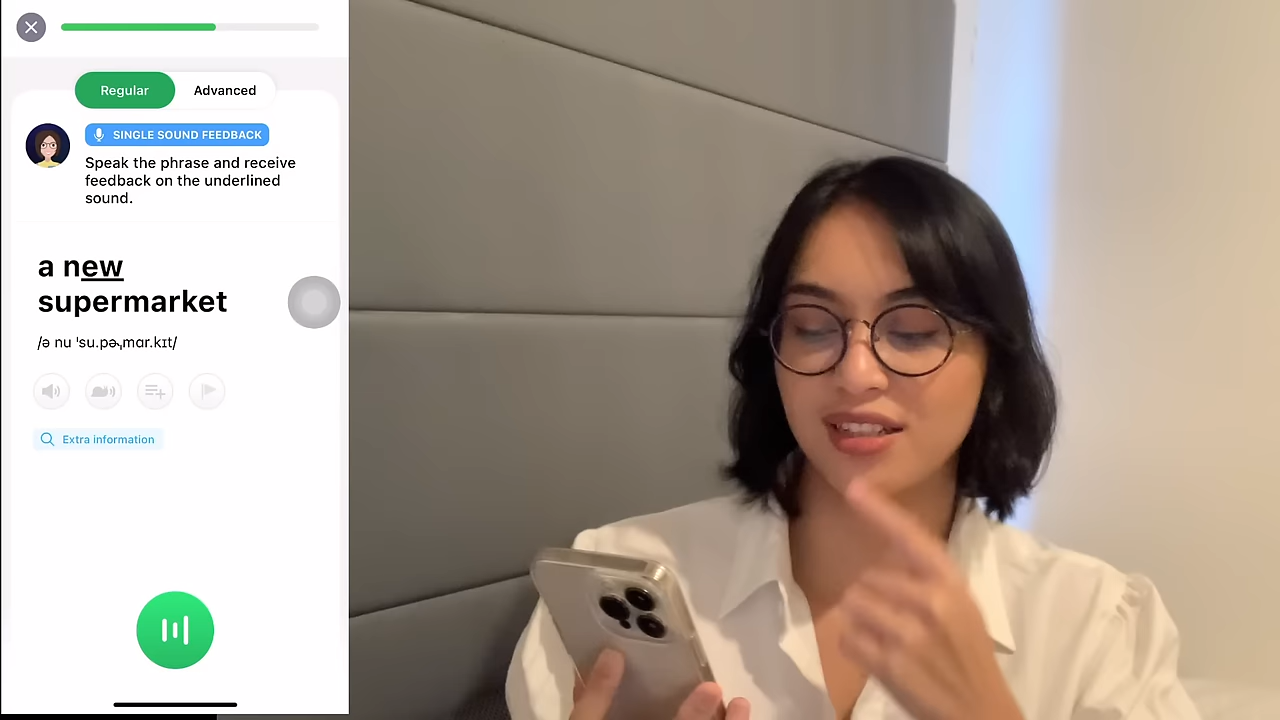 Regular
Advanced
SINGLE SOUND FEEDBACK
Speak the phrase and receive
feedback on the underlined
sound.
a new
supermarket
/ə nu ˈsu.pɚˌmɑr.kɪt/
Extra information